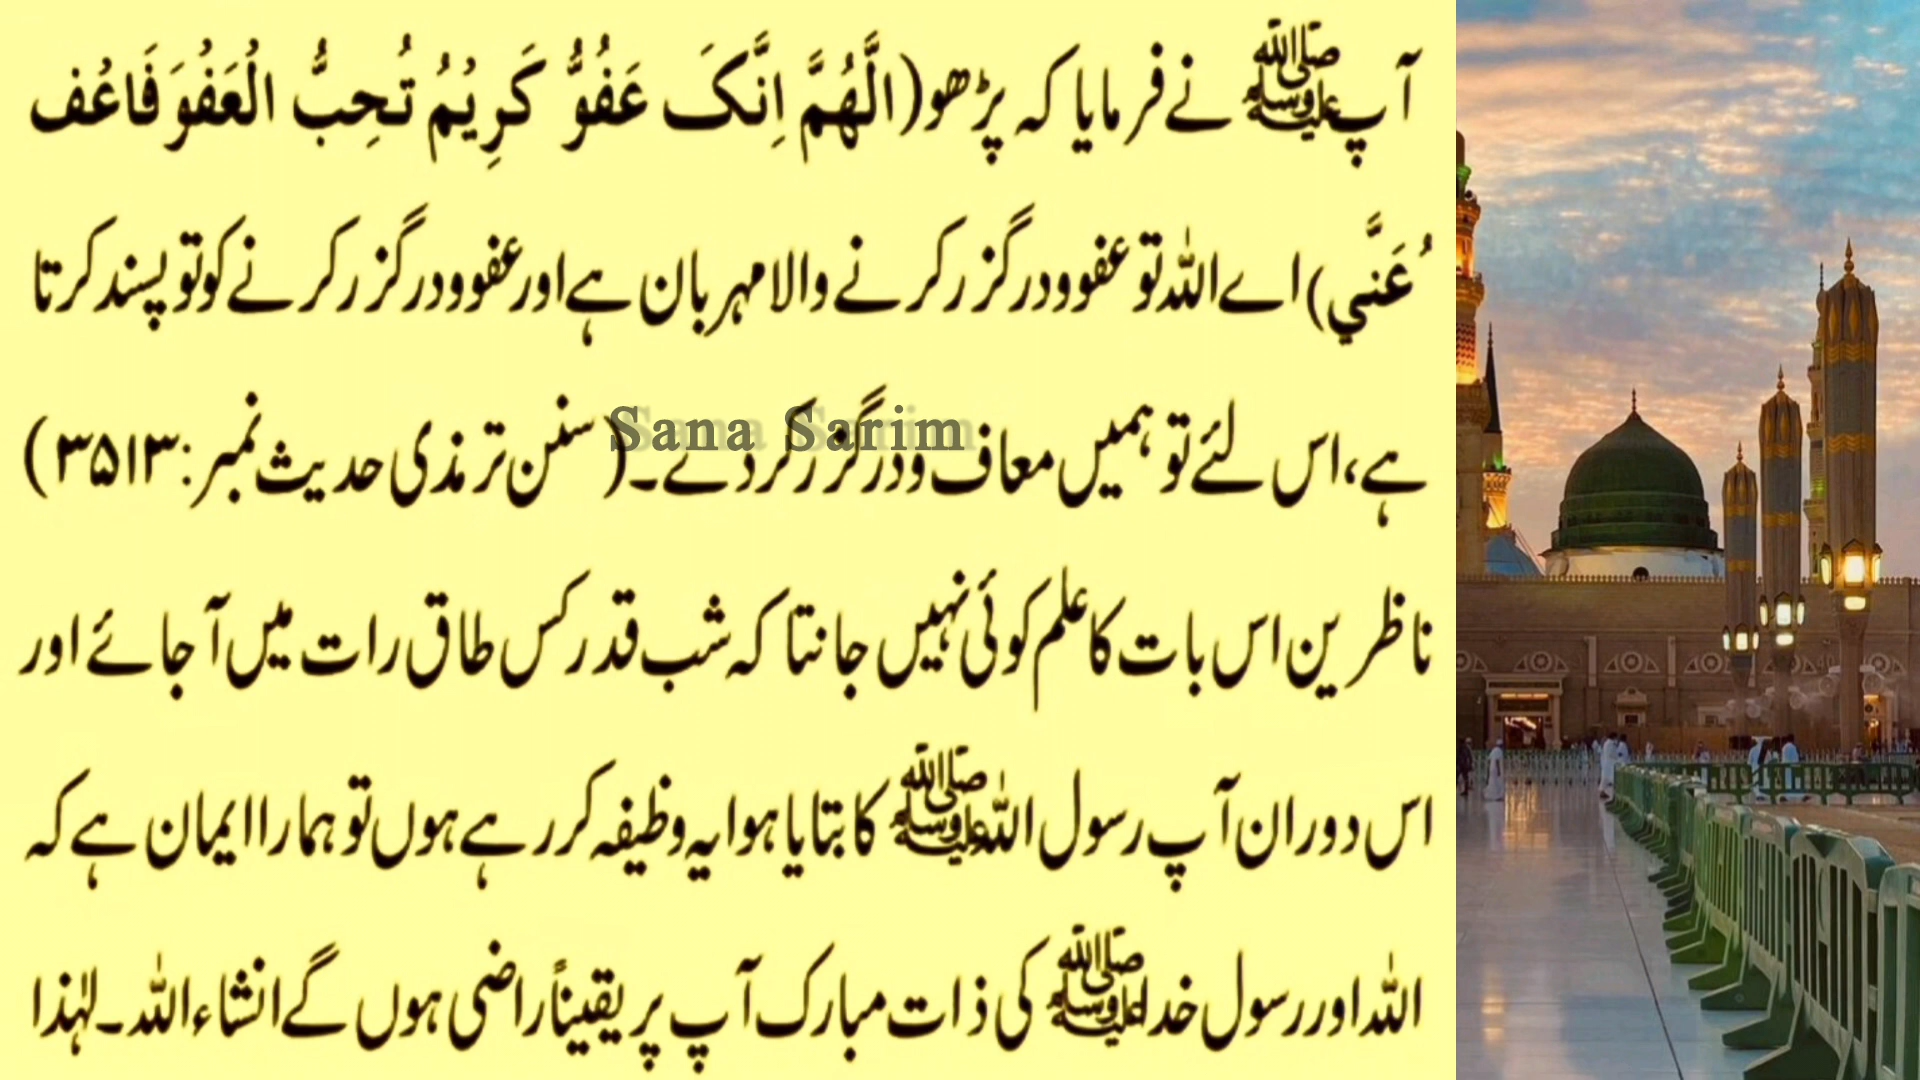 آپ ﷺ نے فرمایا کہ پڑھو (الَّهُمَّ اِنَّکَ عَفُوُّ کَرِیْمُ تُحِبُّ الْعَفُوَ فَاعْف
ُ عَنَّي) اے اللہ تو عفو و درگزر کرنے والا مہربان ہے اور عفو و درگزر کرنے کو تو پسند کرتا
ہے، اس لئے تو ہمیں معاف و درگزر کر دے۔ (سنن ترمذی حدیث نمبر: ۳۵۱۳)
Sana Sarim
ناظرین اس بات کا علم کوئی نہیں جانتا کہ شب قدر کس طاق رات میں آ جائے اور
اس دوران آپ رسول اللہ ﷺ کا بتایا ہوا یہ وظیفہ کر رہے ہوں تو ہمارا ایمان ہے کہ
اللہ اور رسول خدا ﷺ کی ذات مبارک آپ پر یقیناً راضی ہوں گے انشاء اللہ۔ لہٰذا